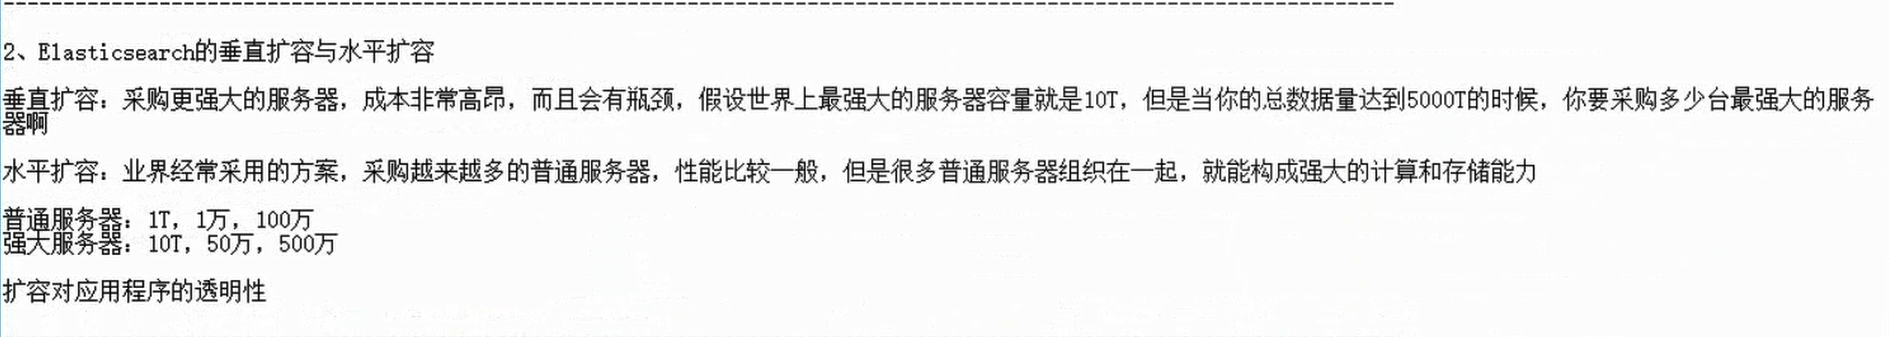 --------------------------------------------------------------------------------------------------------------------
2、Elasticsearch的垂直扩容与水平扩容
垂直扩容：采购更强大的服务器，成本非常高昂，而且会有瓶颈，假设世界上最强大的服务器容量就是10T，但是当你的总数据量达到5000T的时候，你要采购多少台最强大的服务
器啊
水平扩容：业界经常采用的方案，采购越来越多的普通服务器，性能比较一般，但是很多普通服务器组织在一起，就能构成强大的计算和存储能力
普通服务器：1T，1万，100万
强大服务器：10T，50万，500万
扩容对应用程序的透明性